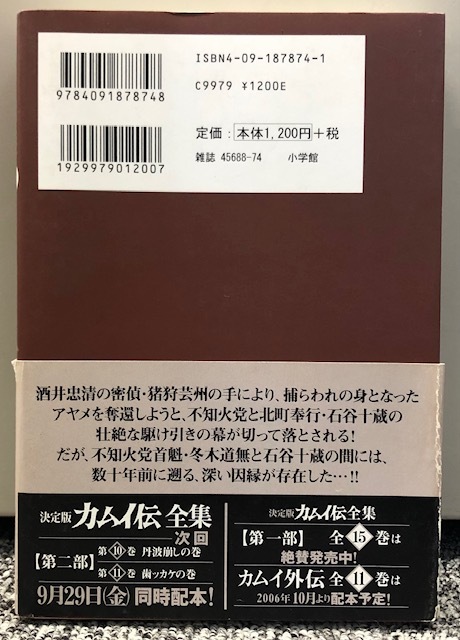 ISBN4-09-187874-1
C9979 ¥1200E
9784091878748
定価：本体1,200円+税
雑誌 45688-74 小学館
1929979012007
酒井忠清の密偵・猪狩芸州の手により、捕らわれの身となった
アヤメを奪還しようと、不知火党と北町奉行・石谷十蔵の
壮絶な駆け引きの幕が切って落とされる!
だが、不知火党首魁・冬木道無と石谷十蔵の間には、
数十年前に遡る、深い因縁が存在した…!!
決定版 カムイ伝全集
次回
【第二部】
第⑩巻 丹波崩しの巻
第⑪巻 歯ッカケの巻
9月29日(金)同時配本!
決定版 カムイ伝全集
【第一部】 全15巻は
絶賛発売中!
カムイ外伝 全11巻は
2006年10月より配本予定!